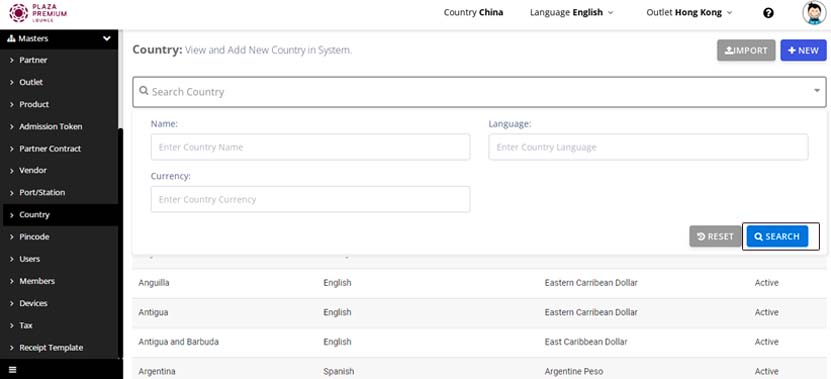 PLAZA
PREMIUM
LOUNGE
Country China
Language English
Outlet Hong Kong
Masters
Partner
Outlet
Product
Admission Token
Partner Contract
Vendor
Port/Station
Country
Pincode
Users
Members
Devices
Tax
Receipt Template
Country: View and Add New Country in System.
IMPORT
+ NEW
Search Country
Name:
Language:
Enter Country Name
Enter Country Language
Currency:
Enter Country Currency
RESET
SEARCH
Anguilla English Eastern Carribean Dollar Active
Antigua English Eastern Carribean Dollar Active
Antigua and Barbuda English East Caribbean Dollar Active
Argentina Spanish Argentine Peso Active